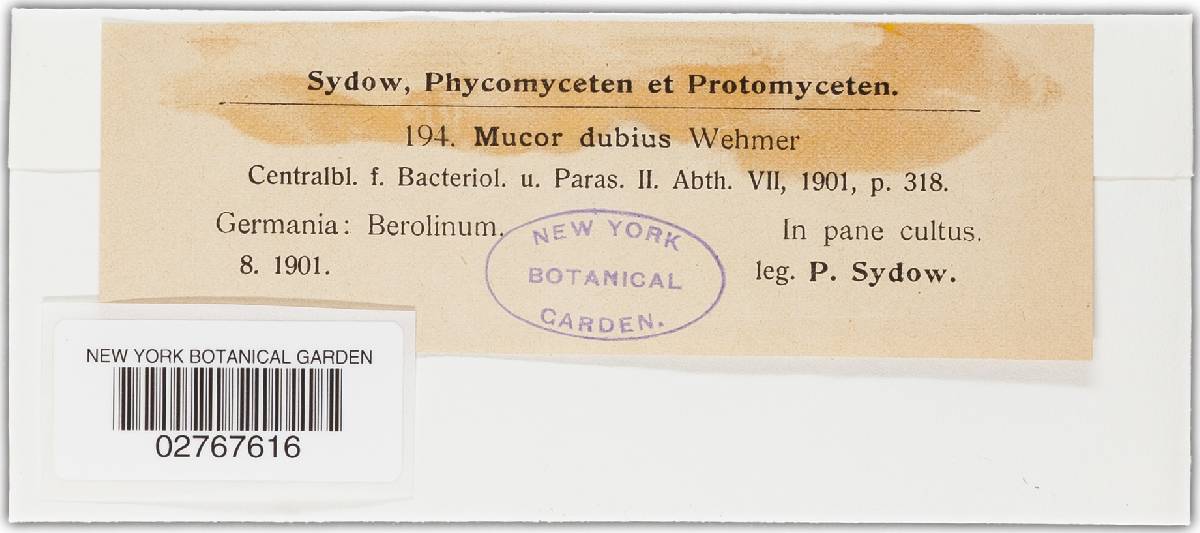 Sydow, Phycomyceten et Protomyceten.
194. Mucor dubius Wehmer
Centralbl. f. Bacteriol. u. Paras. II. Abth. VII, 1901, p. 318.
Germania: Berolinum.
In pane cultus.
8. 1901.
leg. P. Sydow.
NEW YORK
BOTANICAL
GARDEN.
NEW YORK BOTANICAL GARDEN
02767616